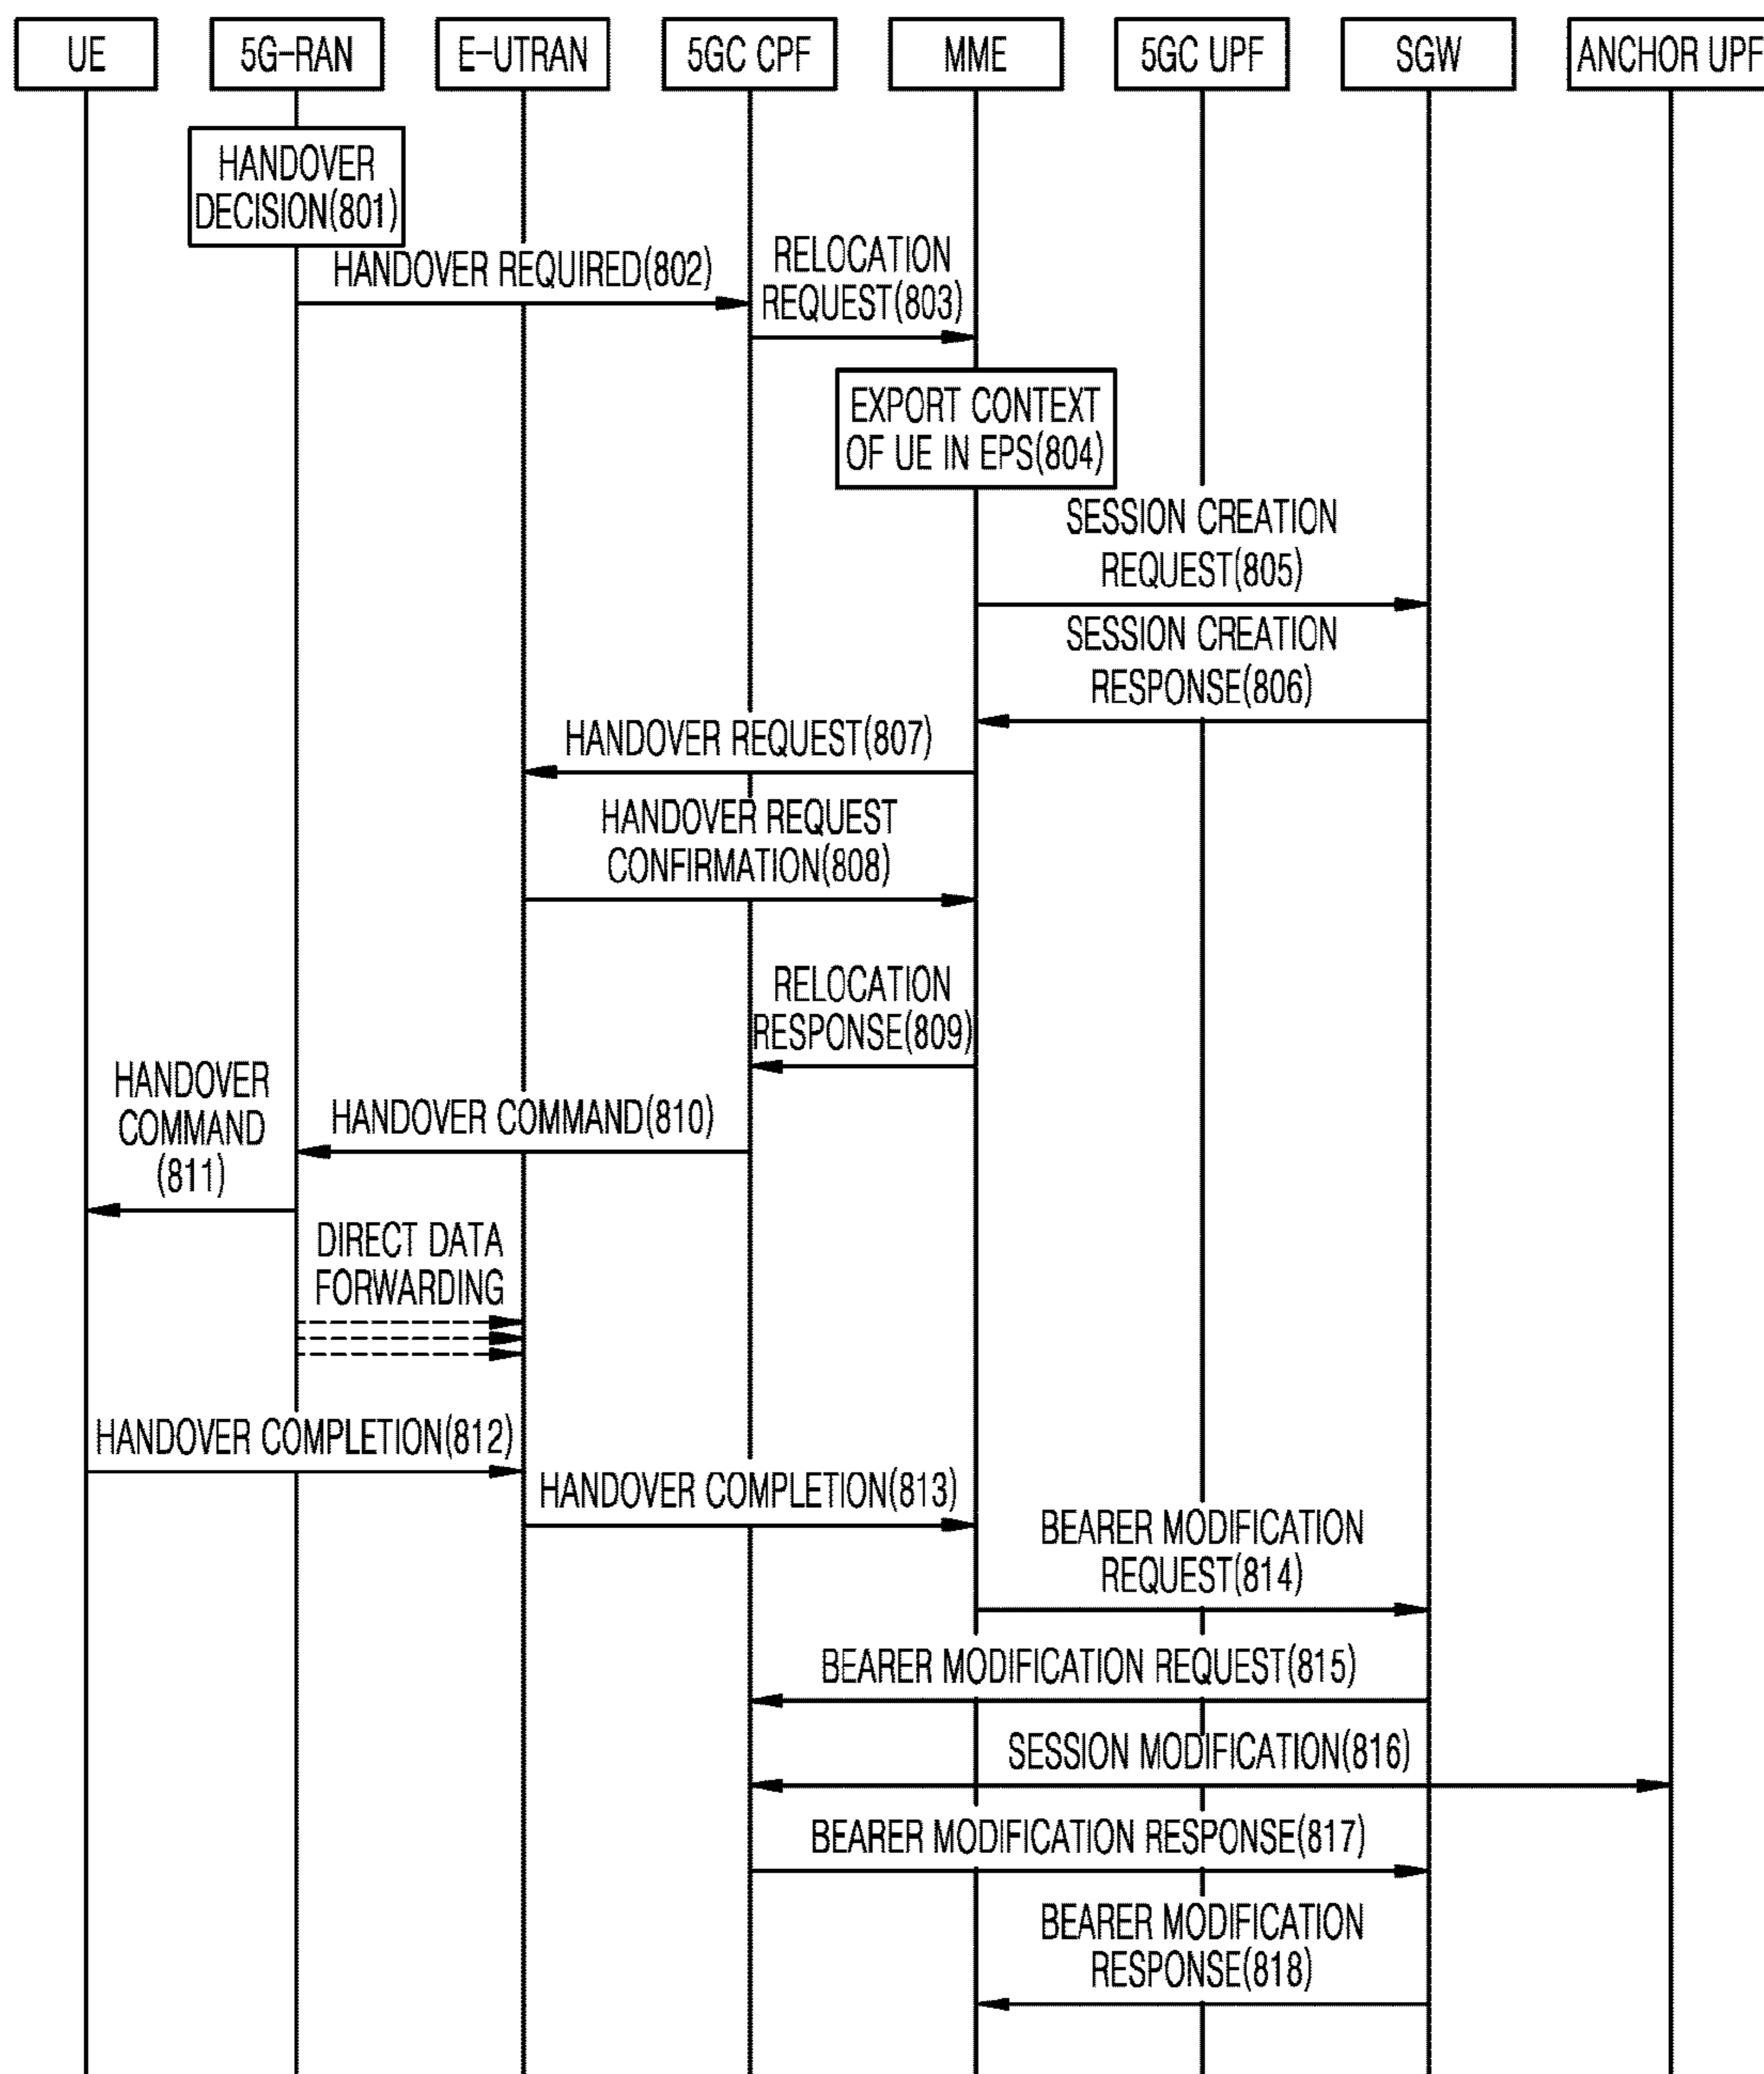 UE
5G-RAN
E-UTRAN
5GC CPF
MME
5GC UPF
SGW
ANCHOR UPF
HANDOVER
DECISION(801)
HANDOVER REQUIRED(802)
RELOCATION
REQUEST(803)
EXPORT CONTEXT
OF UE IN EPS(804)
SESSION CREATION
REQUEST(805)
SESSION CREATION
RESPONSE(806)
HANDOVER REQUEST(807)
HANDOVER REQUEST
CONFIRMATION(808)
RELOCATION
RESPONSE(809)
HANDOVER COMMAND(810)
HANDOVER
COMMAND
(811)
DIRECT DATA
FORWARDING
HANDOVER COMPLETION(812)
HANDOVER COMPLETION(813)
BEARER MODIFICATION
REQUEST(814)
BEARER MODIFICATION REQUEST(815)
SESSION MODIFICATION(816)
BEARER MODIFICATION RESPONSE(817)
BEARER MODIFICATION
RESPONSE(818)